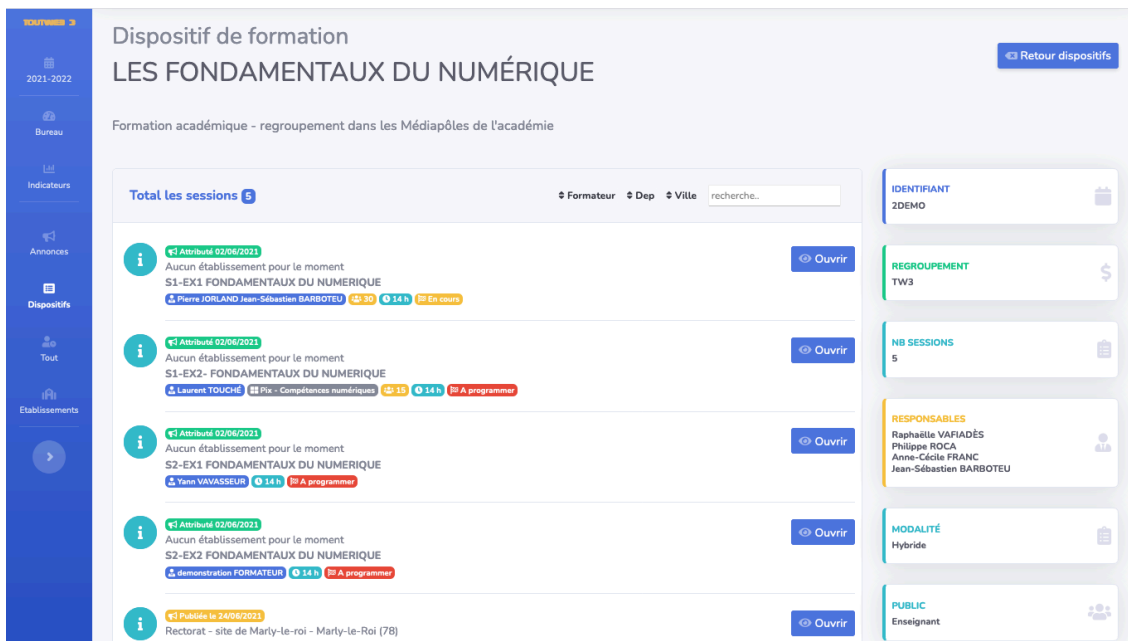 TOUTWEB 3
2021-2022
Bureau
Indicateurs
Annonces
Dispositifs
Tout
Etablissements
Dispositif de formation
LES FONDAMENTAUX DU NUMÉRIQUE
Retour dispositifs
Formation académique - regroupement dans les Médiapôles de l'académie
Total les sessions 5
Formateur Dep Ville recherche..
Attributé 02/06/2021
Aucun établissement pour le moment
S1-EX1 FONDAMENTAUX DU NUMERIQUE
Pierre JORLAND Jean-Sébastien BARBOTEU 30 14 h En cours
Ouvrir
Attributé 02/06/2021
Aucun établissement pour le moment
S1-EX2- FONDAMENTAUX DU NUMERIQUE
Laurent TOUCHÉ Pix - Compétences numériques 15 14 h A programmer
Ouvrir
Attributé 02/06/2021
Aucun établissement pour le moment
S2-EX1 FONDAMENTAUX DU NUMERIQUE
Yann VAVASSEUR 14 h A programmer
Ouvrir
Attributé 02/06/2021
Aucun établissement pour le moment
S2-EX2 FONDAMENTAUX DU NUMERIQUE
demonstration FORMATEUR 14 h A programmer
Ouvrir
Publiée le 24/06/2021
Rectorat - site de Marly-le-roi - Marly-le-Roi (78)
Ouvrir
IDENTIFIANT
2DEMO
REGROUPEMENT
TW3
NB SESSIONS
5
RESPONSABLES
Raphaëlle VAFIADÈS
Philippe ROCA
Anne-Cécile FRANC
Jean-Sébastien BARBOTEU
MODALITÉ
Hybride
PUBLIC
Enseignant